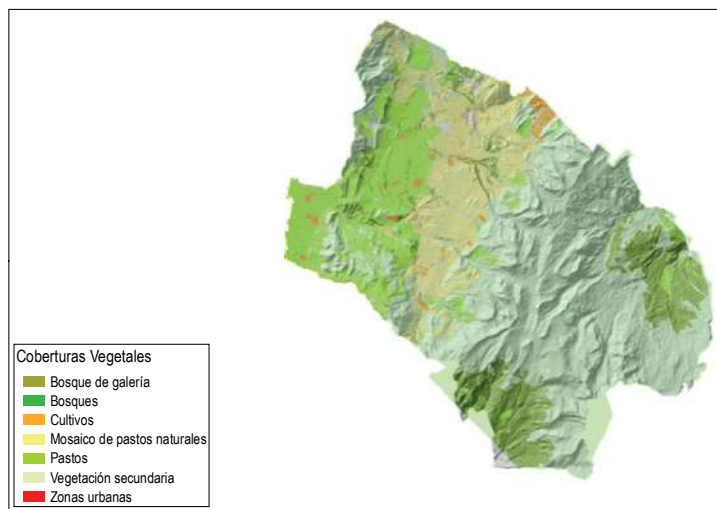 Coberturas Vegetales
Bosque de galería
Bosques
Cultivos
Mosaico de pastos naturales
Pastos
Vegetación secundaria
Zonas urbanas